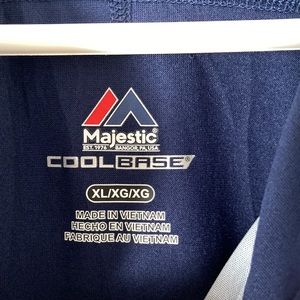 Majestic®
EST. 1976 BANGOR, PA, USA
COOLBASE®
XL/XG/XG
MADE IN VIETNAM
HECHO EN VIETNAM
FABRIQUE AU VIETNAM